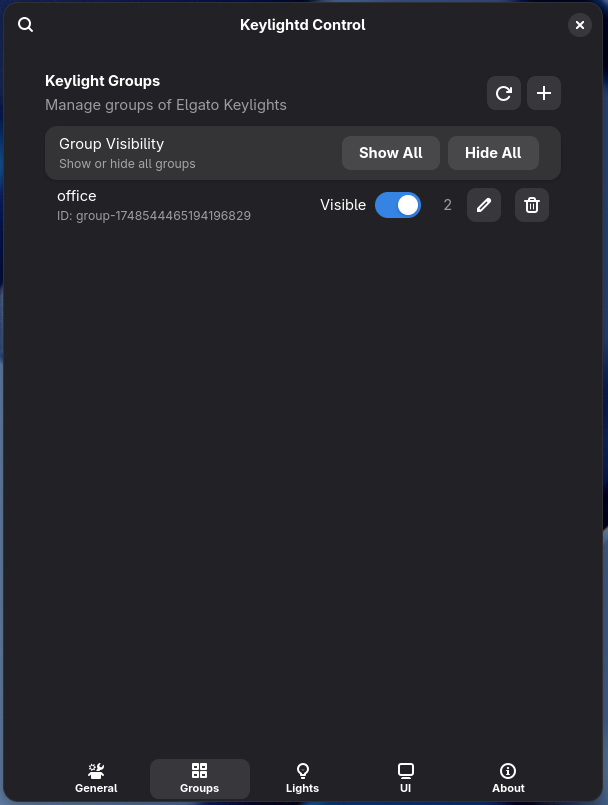 Keylightd Control
Keylight Groups
Manage groups of Elgato Keylights
Group Visibility
Show or hide all groups
Show All
Hide All
office
ID: group-1748544465194196829
Visible
2
General
Groups
Lights
UI
About